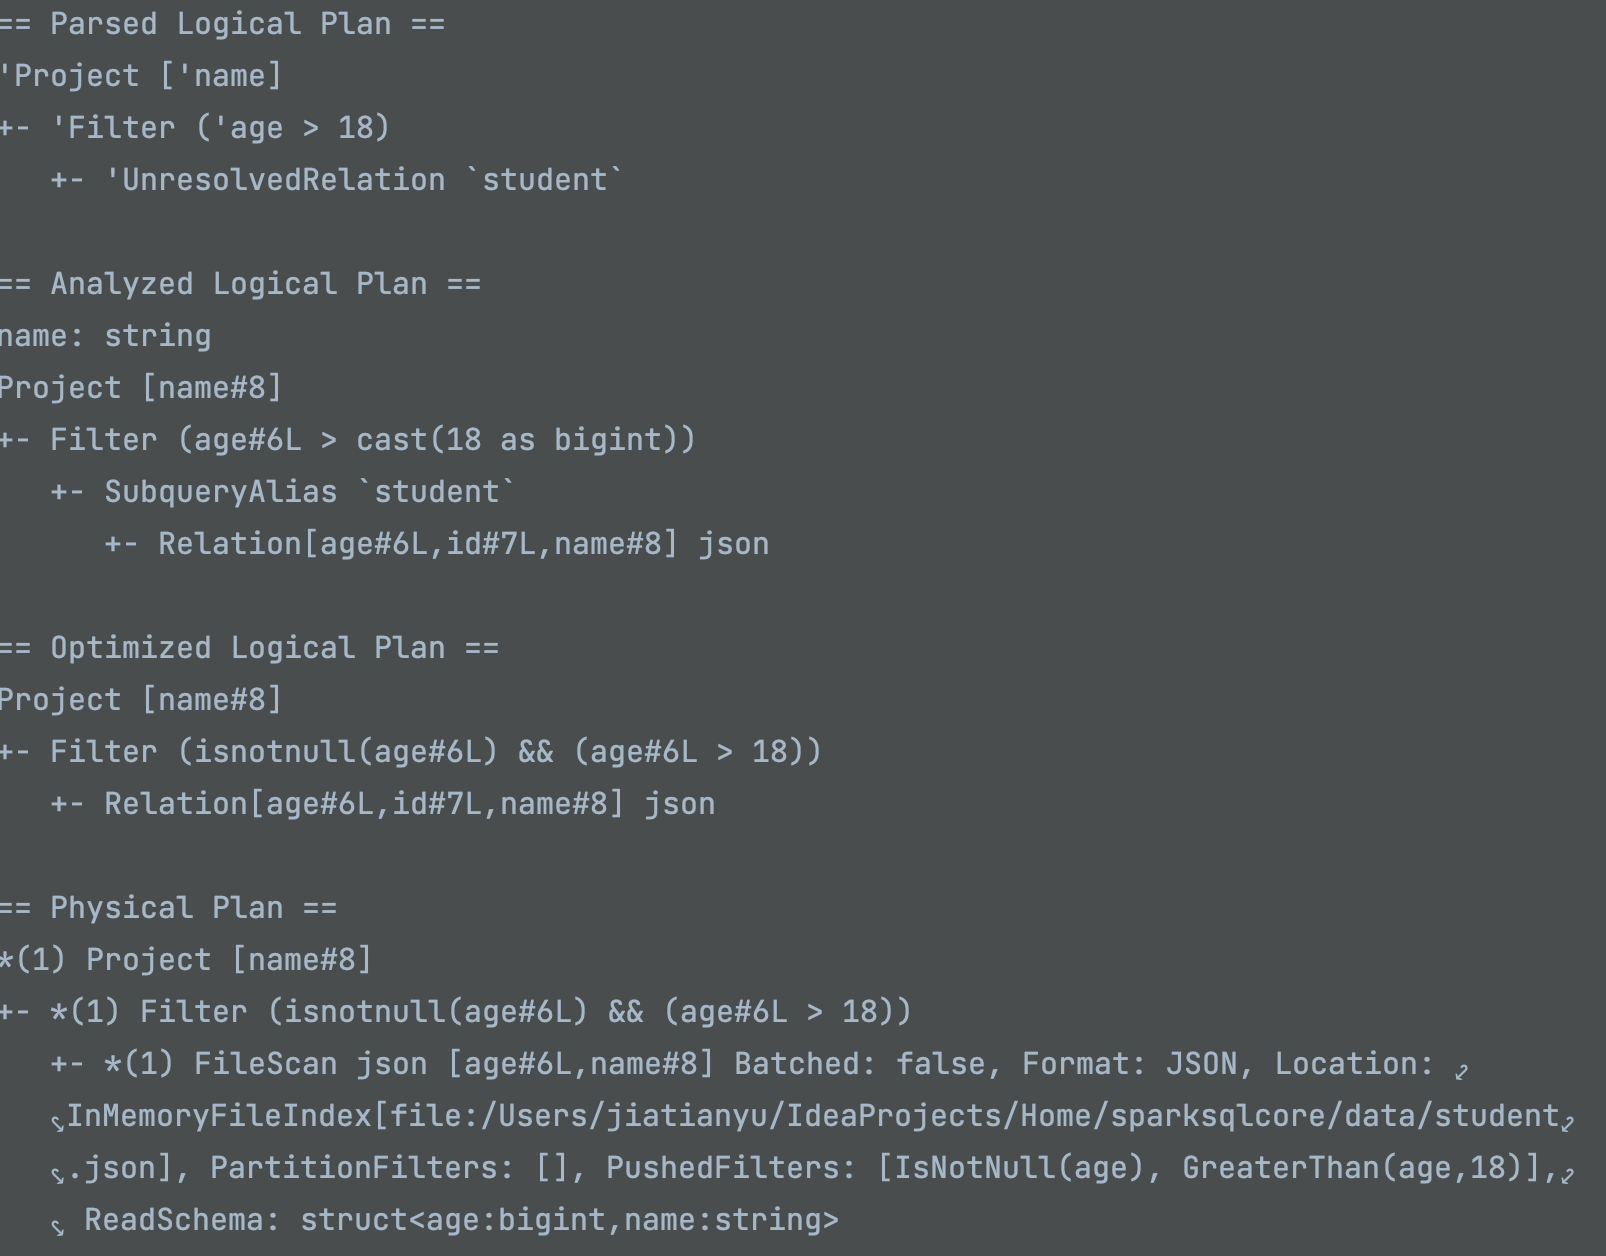 == Parsed Logical Plan ==
'Project ['name]
+- 'Filter ('age > 18)
   +- 'UnresolvedRelation `student`

== Analyzed Logical Plan ==
name: string
Project [name#8]
+- Filter (age#6L > cast(18 as bigint))
   +- SubqueryAlias `student`
      +- Relation[age#6L,id#7L,name#8] json

== Optimized Logical Plan ==
Project [name#8]
+- Filter (isnotnull(age#6L) && (age#6L > 18))
   +- Relation[age#6L,id#7L,name#8] json

== Physical Plan ==
*(1) Project [name#8]
+- *(1) Filter (isnotnull(age#6L) && (age#6L > 18))
   +- *(1) FileScan json [age#6L,name#8] Batched: false, Format: JSON, Location:
   InMemoryFileIndex[file:/Users/jiatianyu/IdeaProjects/Home/sparksqlcore/data/student
   .json], PartitionFilters: [], PushedFilters: [IsNotNull(age), GreaterThan(age,18)],
   ReadSchema: struct<age:bigint,name:string>